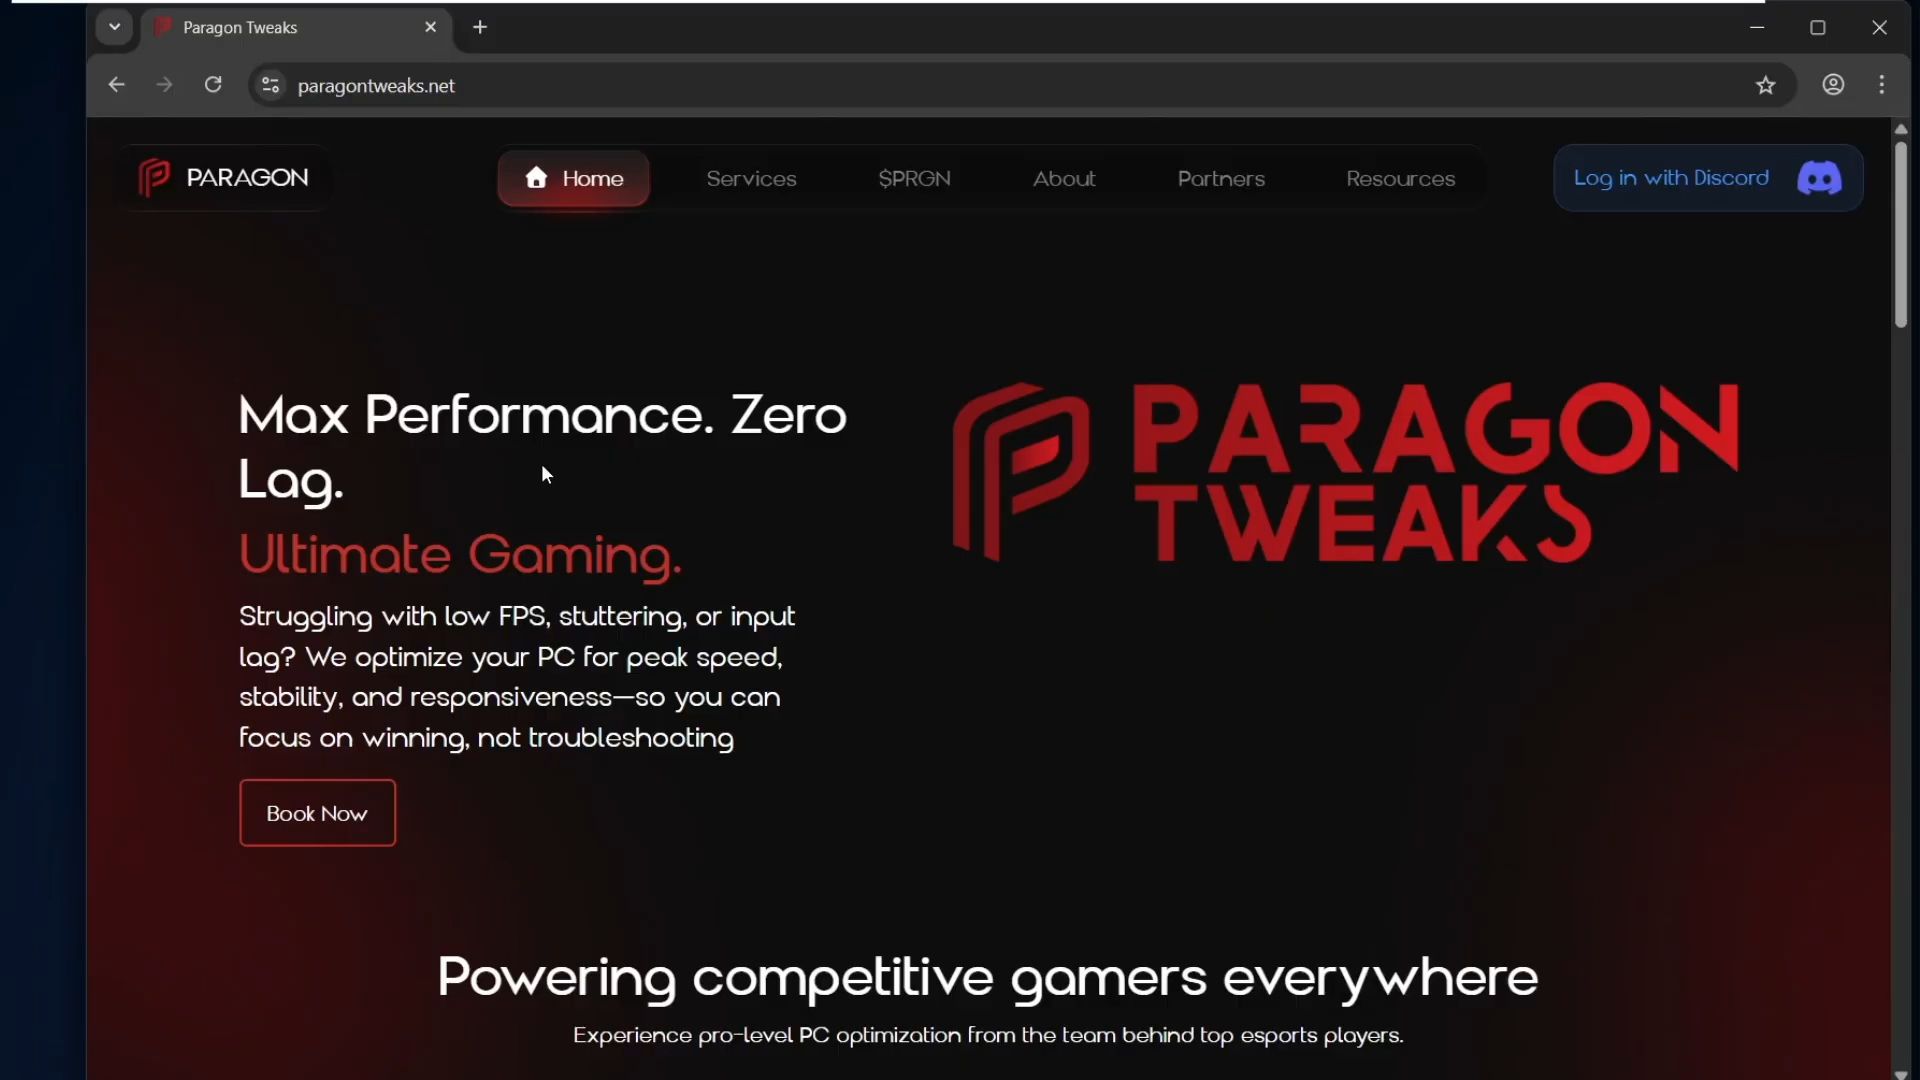 Paragon Tweaks
paragontweaks.net
PARAGON
Home
Services
$PRGN
About
Partners
Resources
Log in with Discord
Max Performance. Zero
Lag.
Ultimate Gaming.
Struggling with low FPS, stuttering, or input
lag? We optimize your PC for peak speed,
stability, and responsiveness—so you can
focus on winning, not troubleshooting
Book Now
PARAGON
TWEAKS
Powering competitive gamers everywhere
Experience pro-level PC optimization from the team behind top esports players.